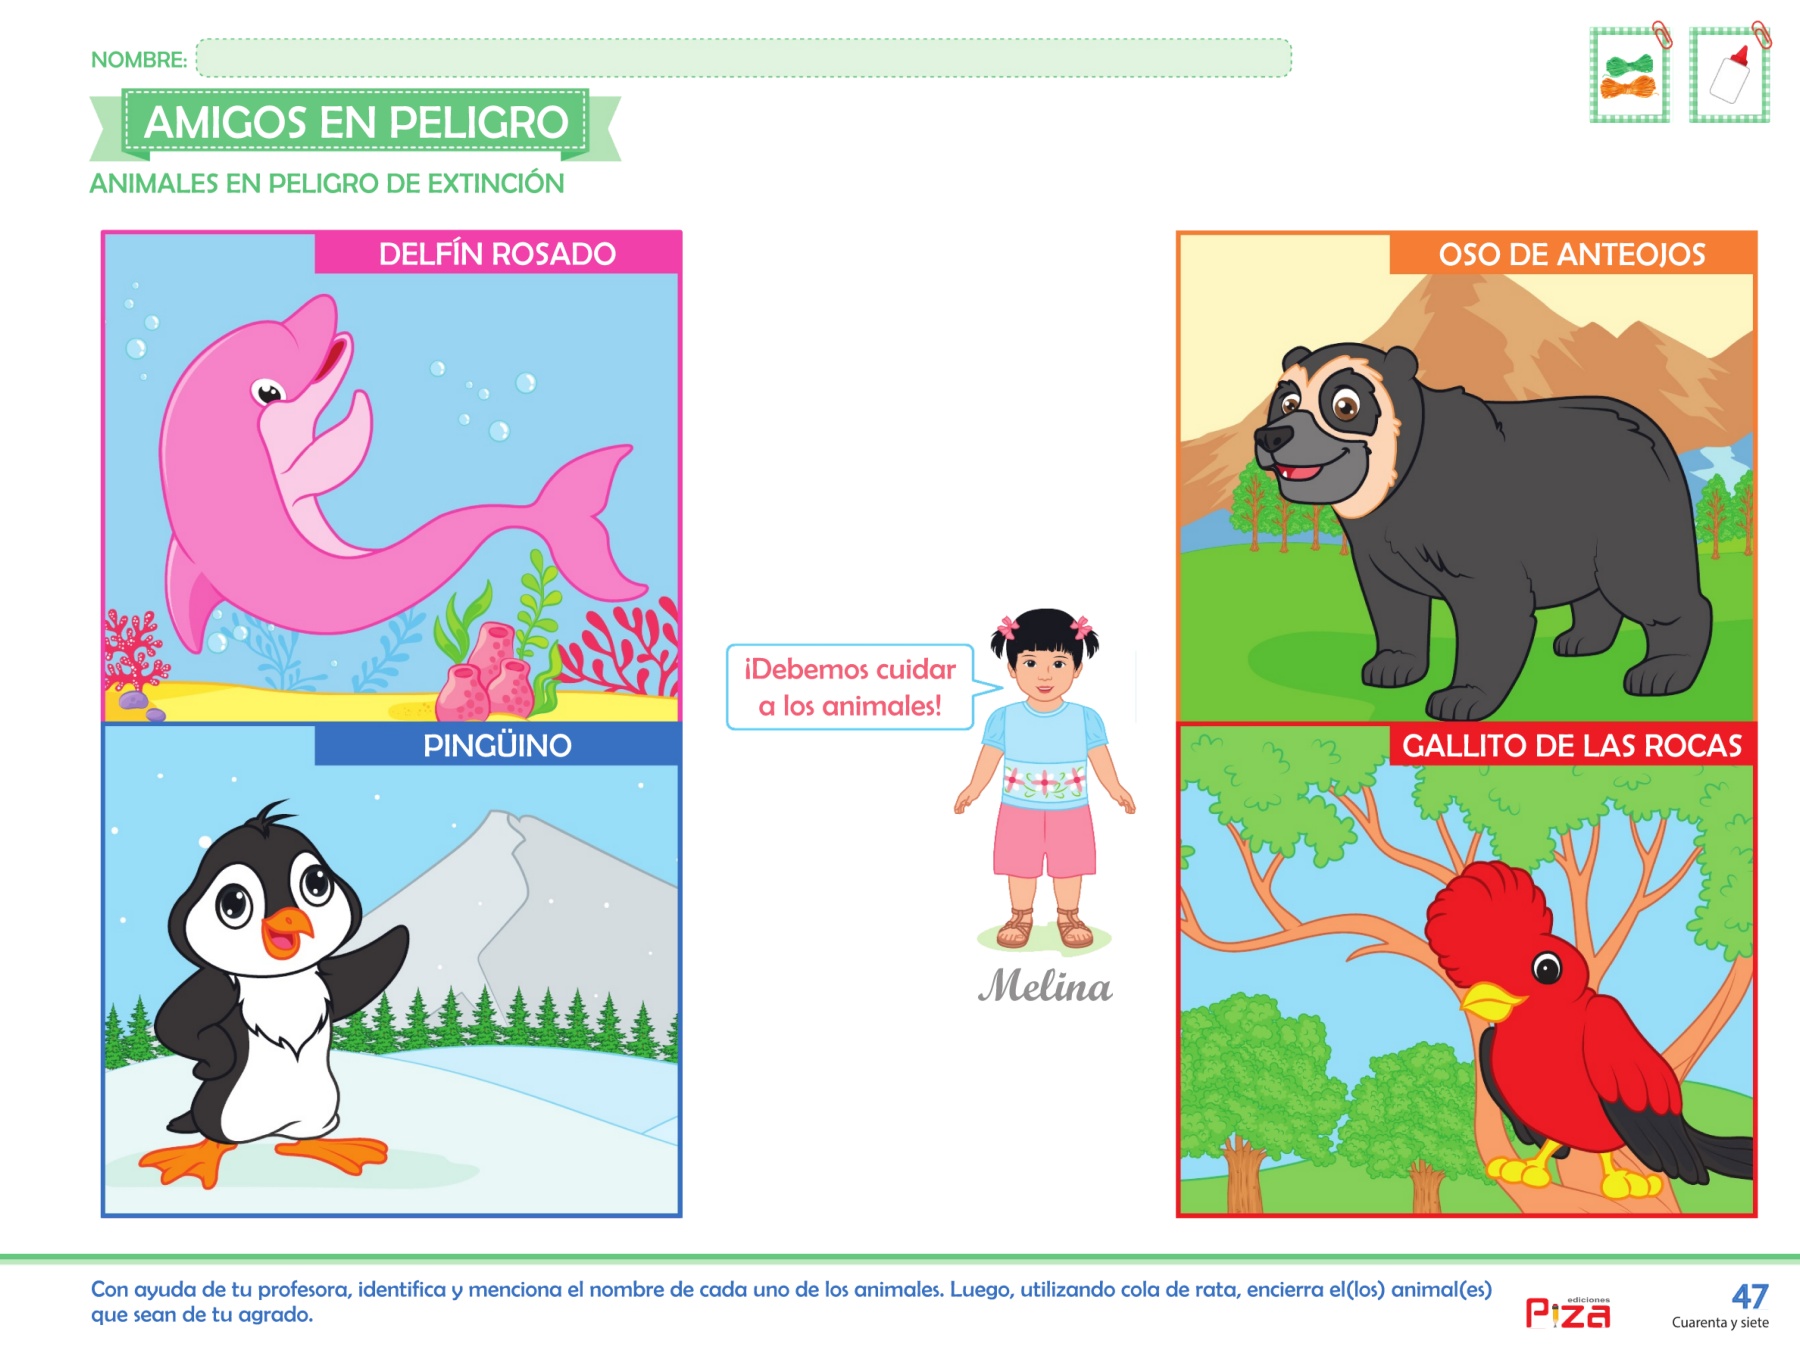 NOMBRE:
AMIGOS EN PELIGRO
ANIMALES EN PELIGRO DE EXTINCIÓN
DELFÍN ROSADO
OSO DE ANTEOJOS
¡Debemos cuidar
a los animales!
Melina
PINGÜINO
GALLITO DE LAS ROCAS
Con ayuda de tu profesora, identifica y menciona el nombre de cada uno de los animales. Luego, utilizando cola de rata, encierra el(los) animal(es)
que sean de tu agrado.
ediciones
Piza
47
Cuarenta y siete